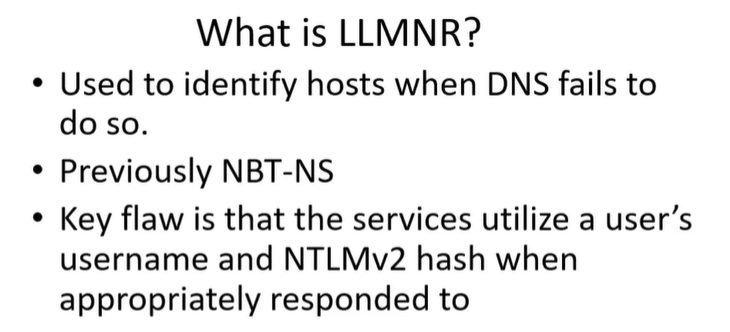 What is LLMNR?
• Used to identify hosts when DNS fails to
do so.
• Previously NBT-NS
• Key flaw is that the services utilize a user’s
username and NTLMv2 hash when
appropriately responded to